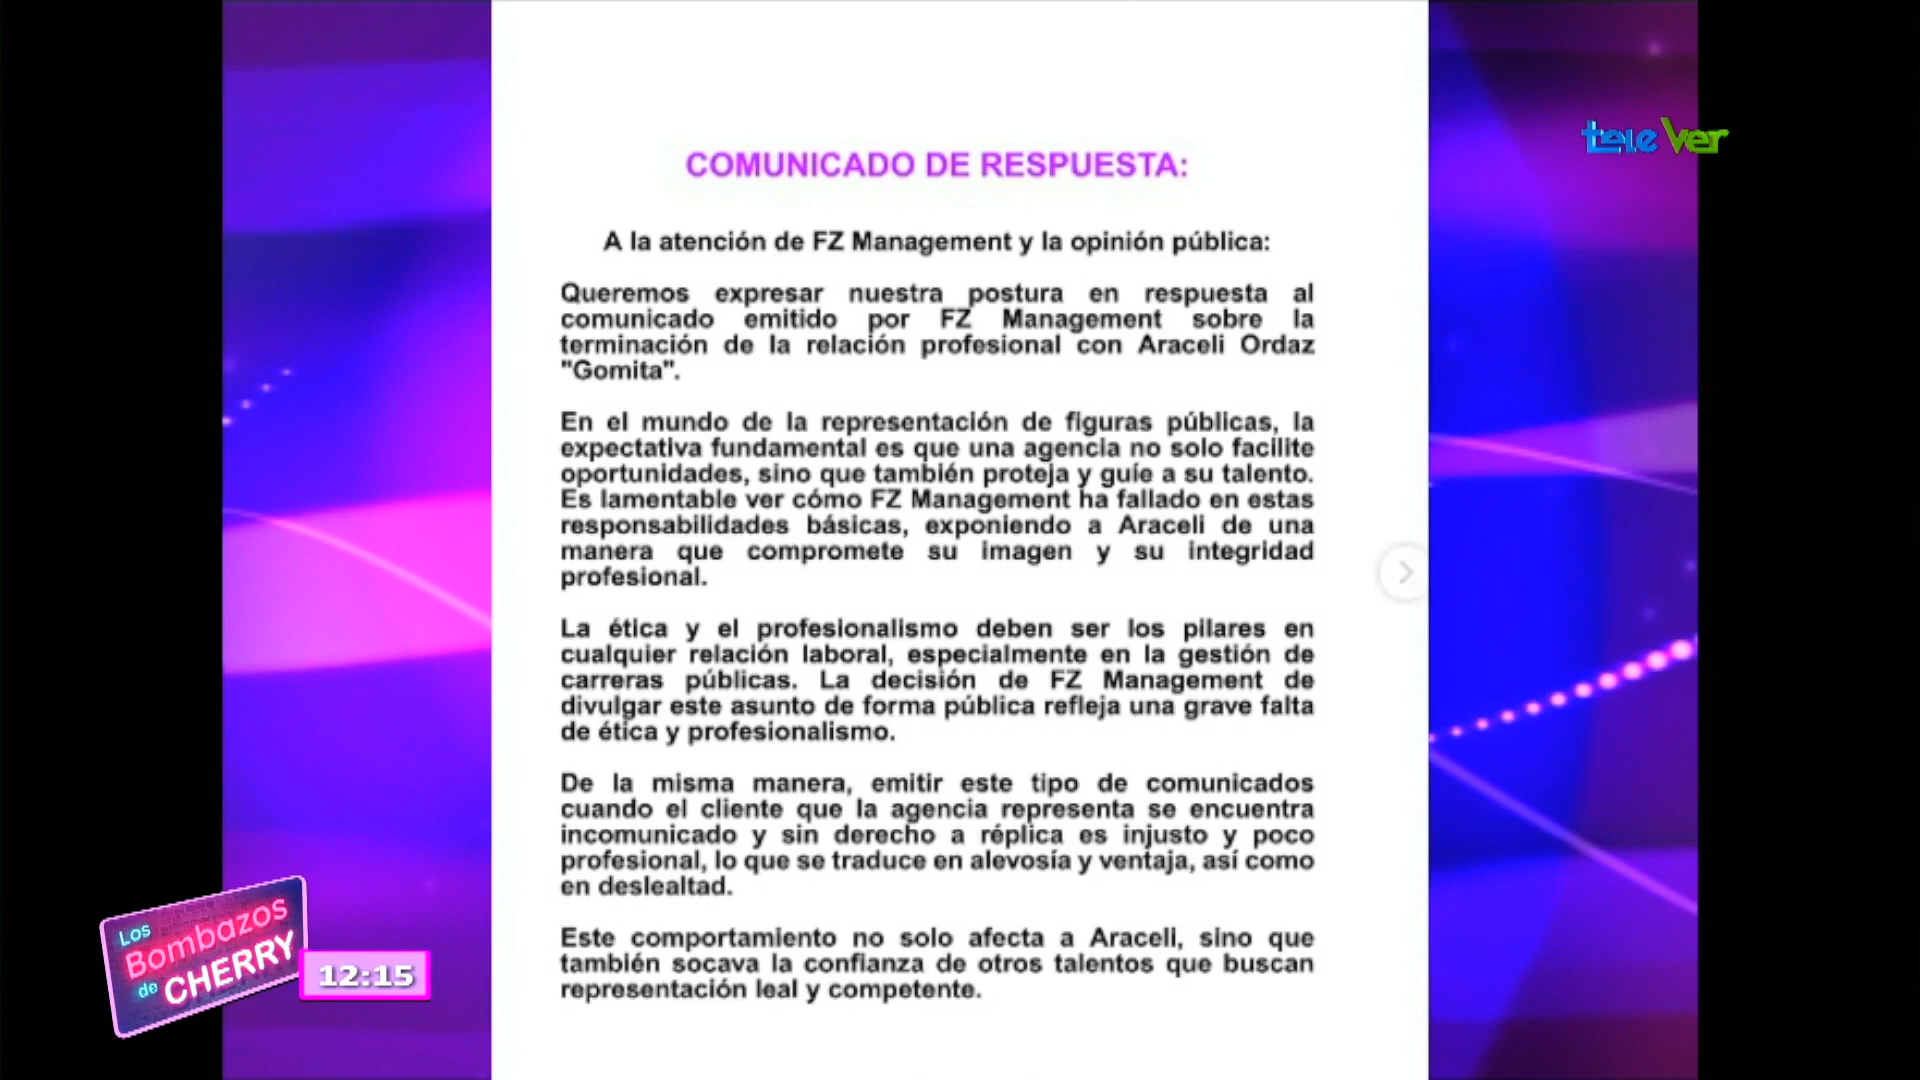 COMUNICADO DE RESPUESTA:
A la atención de FZ Management y la opinión pública:
Queremos expresar nuestra postura en respuesta al
comunicado emitido por FZ Management sobre la
terminación de la relación profesional con Araceli Ordaz
"Gomita".
En el mundo de la representación de figuras públicas, la
expectativa fundamental es que una agencia no solo facilite
oportunidades, sino que también proteja y guíe a su talento.
Es lamentable ver cómo FZ Management ha fallado en estas
responsabilidades básicas, exponiendo a Araceli de una
manera que compromete su imagen y su integridad
profesional.
La ética y el profesionalismo deben ser los pilares en
cualquier relación laboral, especialmente en la gestión de
carreras públicas. La decisión de FZ Management de
divulgar este asunto de forma pública refleja una grave falta
de ética y profesionalismo.
De la misma manera, emitir este tipo de comunicados
cuando el cliente que la agencia representa se encuentra
incomunicado y sin derecho a réplica es injusto y poco
profesional, lo que se traduce en alevosía y ventaja, así como
en deslealtad.
Este comportamiento no solo afecta a Araceli, sino que
también socava la confianza de otros talentos que buscan
representación leal y competente.
teleVer
Los
Bombazos
de CHERRY
12:15